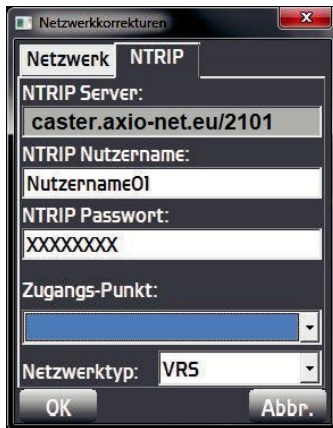 Netzwerkkorrekturen
Netzwerk NTRIP
NTRIP Server:
caster.axio-net.eu/2101
NTRIP Nutzername:
Nutzername01
NTRIP Passwort:
XXXXXXXX
Zugangs-Punkt:
Netzwerktyp: VRS
OK Abbr.